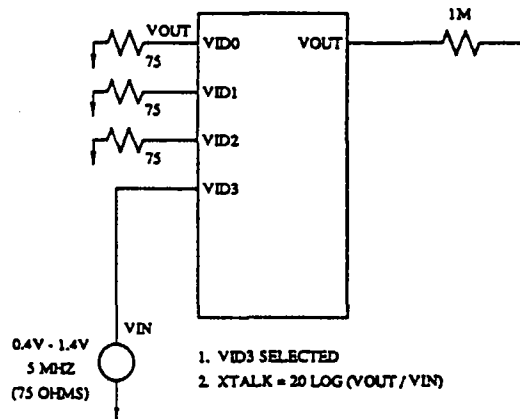 1M
VOUT
VID0
VOUT
75
VID1
75
VID2
75
VID3
VIN
0.4V - 1.4V
5 MHZ
(75 OHMS)
1. VID3 SELECTED
2. XTALK = 20 LOG (VOUT / VIN)